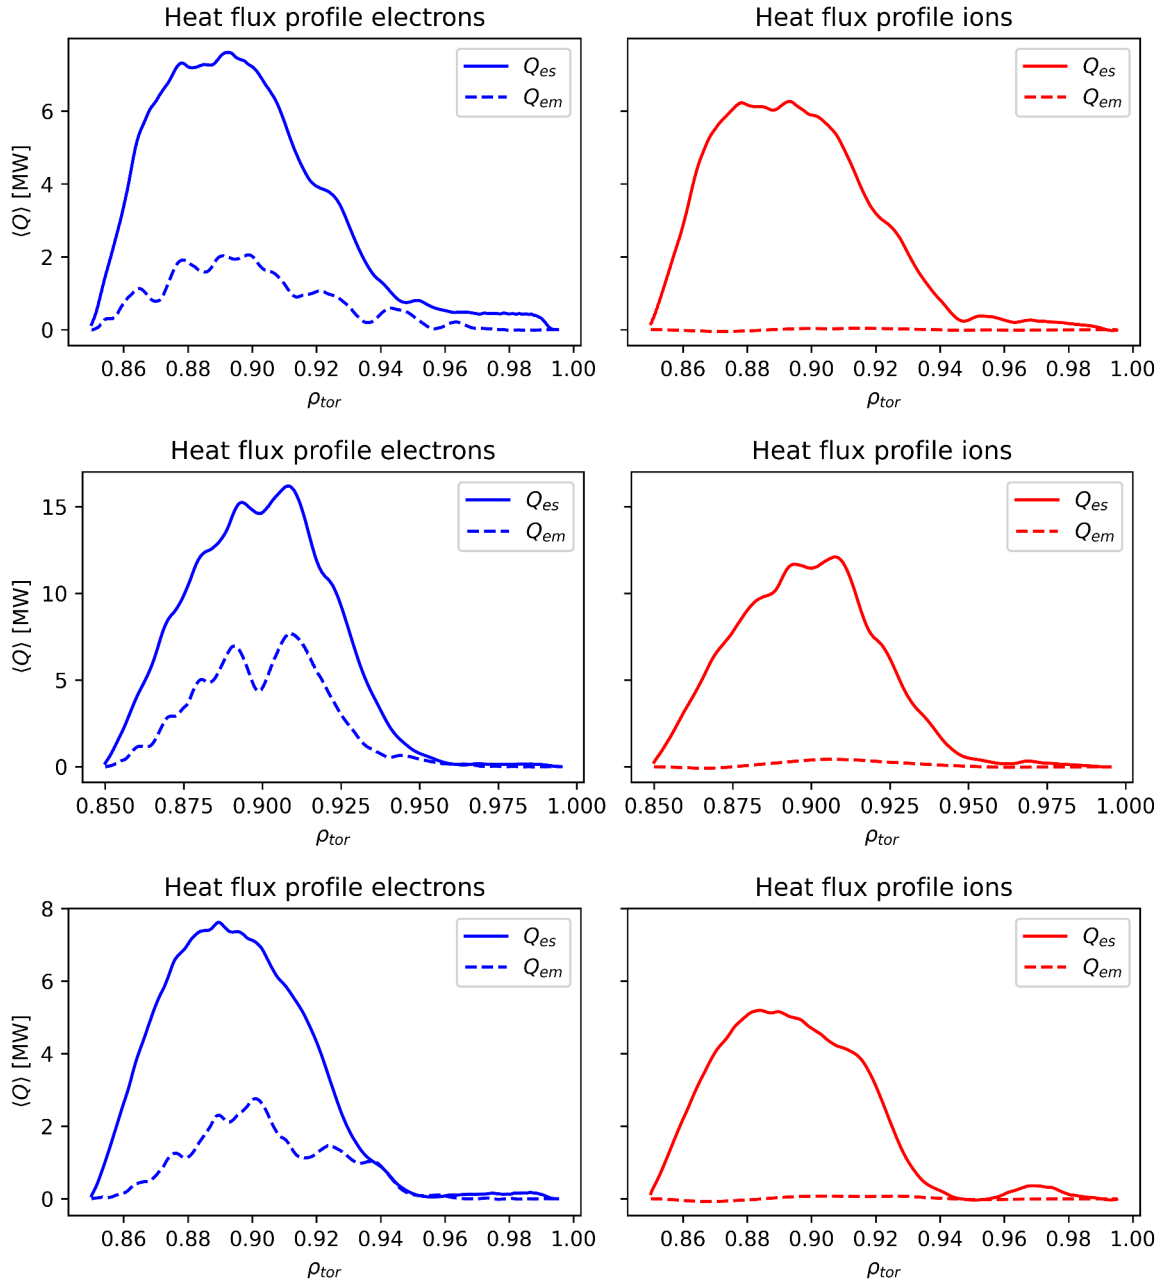 Heat flux profile electrons
Q_es
Q_em
6
4
2
0
⟨Q⟩ [MW]
0.86 0.88 0.90 0.92 0.94 0.96 0.98 1.00
ρ_tor
Heat flux profile ions
Q_es
Q_em
0.86 0.88 0.90 0.92 0.94 0.96 0.98 1.00
ρ_tor
Heat flux profile electrons
Q_es
Q_em
15
10
5
0
⟨Q⟩ [MW]
0.850 0.875 0.900 0.925 0.950 0.975 1.000
ρ_tor
Heat flux profile ions
Q_es
Q_em
0.850 0.875 0.900 0.925 0.950 0.975 1.000
ρ_tor
Heat flux profile electrons
Q_es
Q_em
8
6
4
2
0
⟨Q⟩ [MW]
0.86 0.88 0.90 0.92 0.94 0.96 0.98 1.00
ρ_tor
Heat flux profile ions
Q_es
Q_em
0.86 0.88 0.90 0.92 0.94 0.96 0.98 1.00
ρ_tor